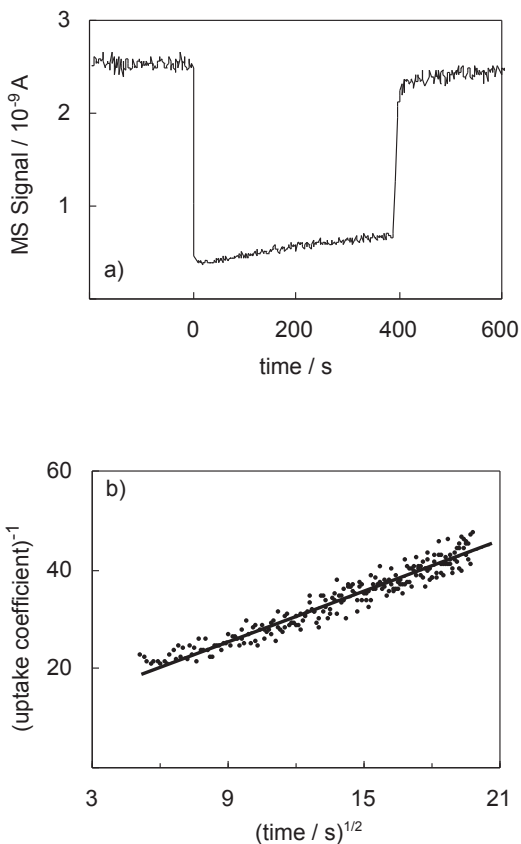 3
2
1
MS Signal / 10⁻⁹ A
a)
0 200 400 600
time / s
60
40
20
(uptake coefficient)⁻¹
b)
3 9 15 21
(time / s)¹/²